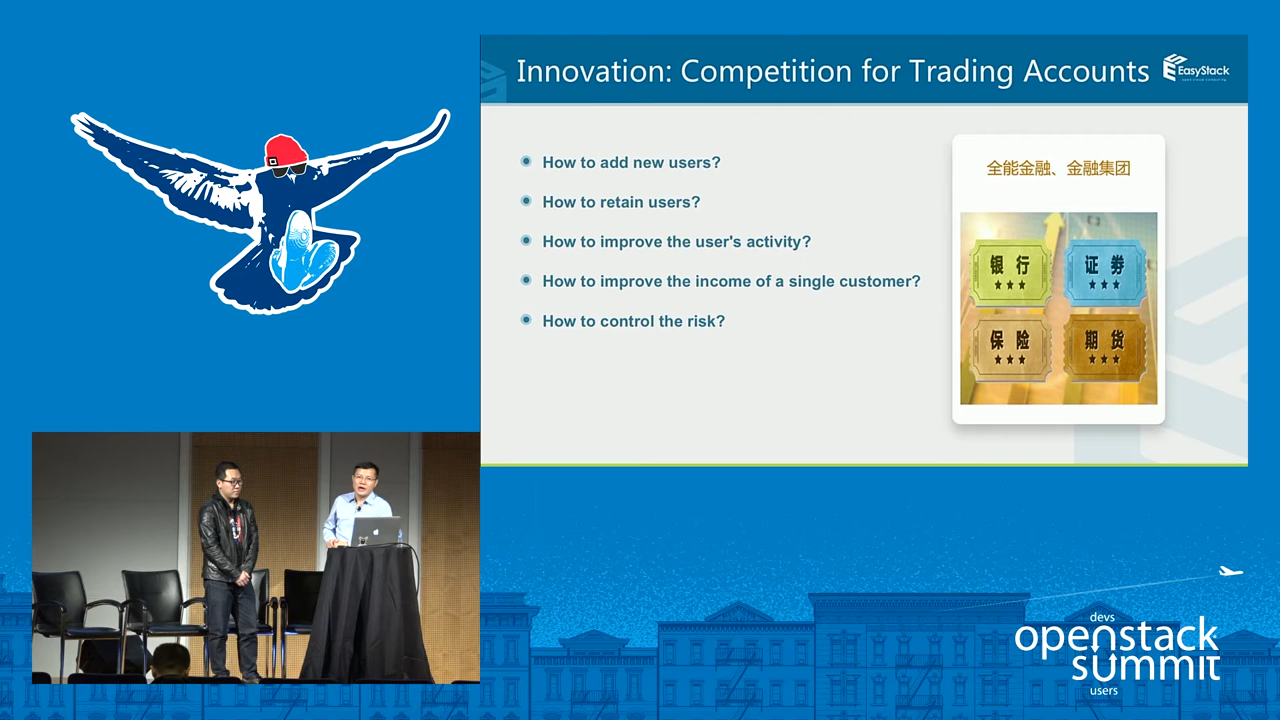 Innovation: Competition for Trading Accounts
EasyStack
How to add new users?
How to retain users?
How to improve the user's activity?
How to improve the income of a single customer?
How to control the risk?
全能金融、金融集团
银 行
证 券
保 险
期 货
devs
openstack
summit
users